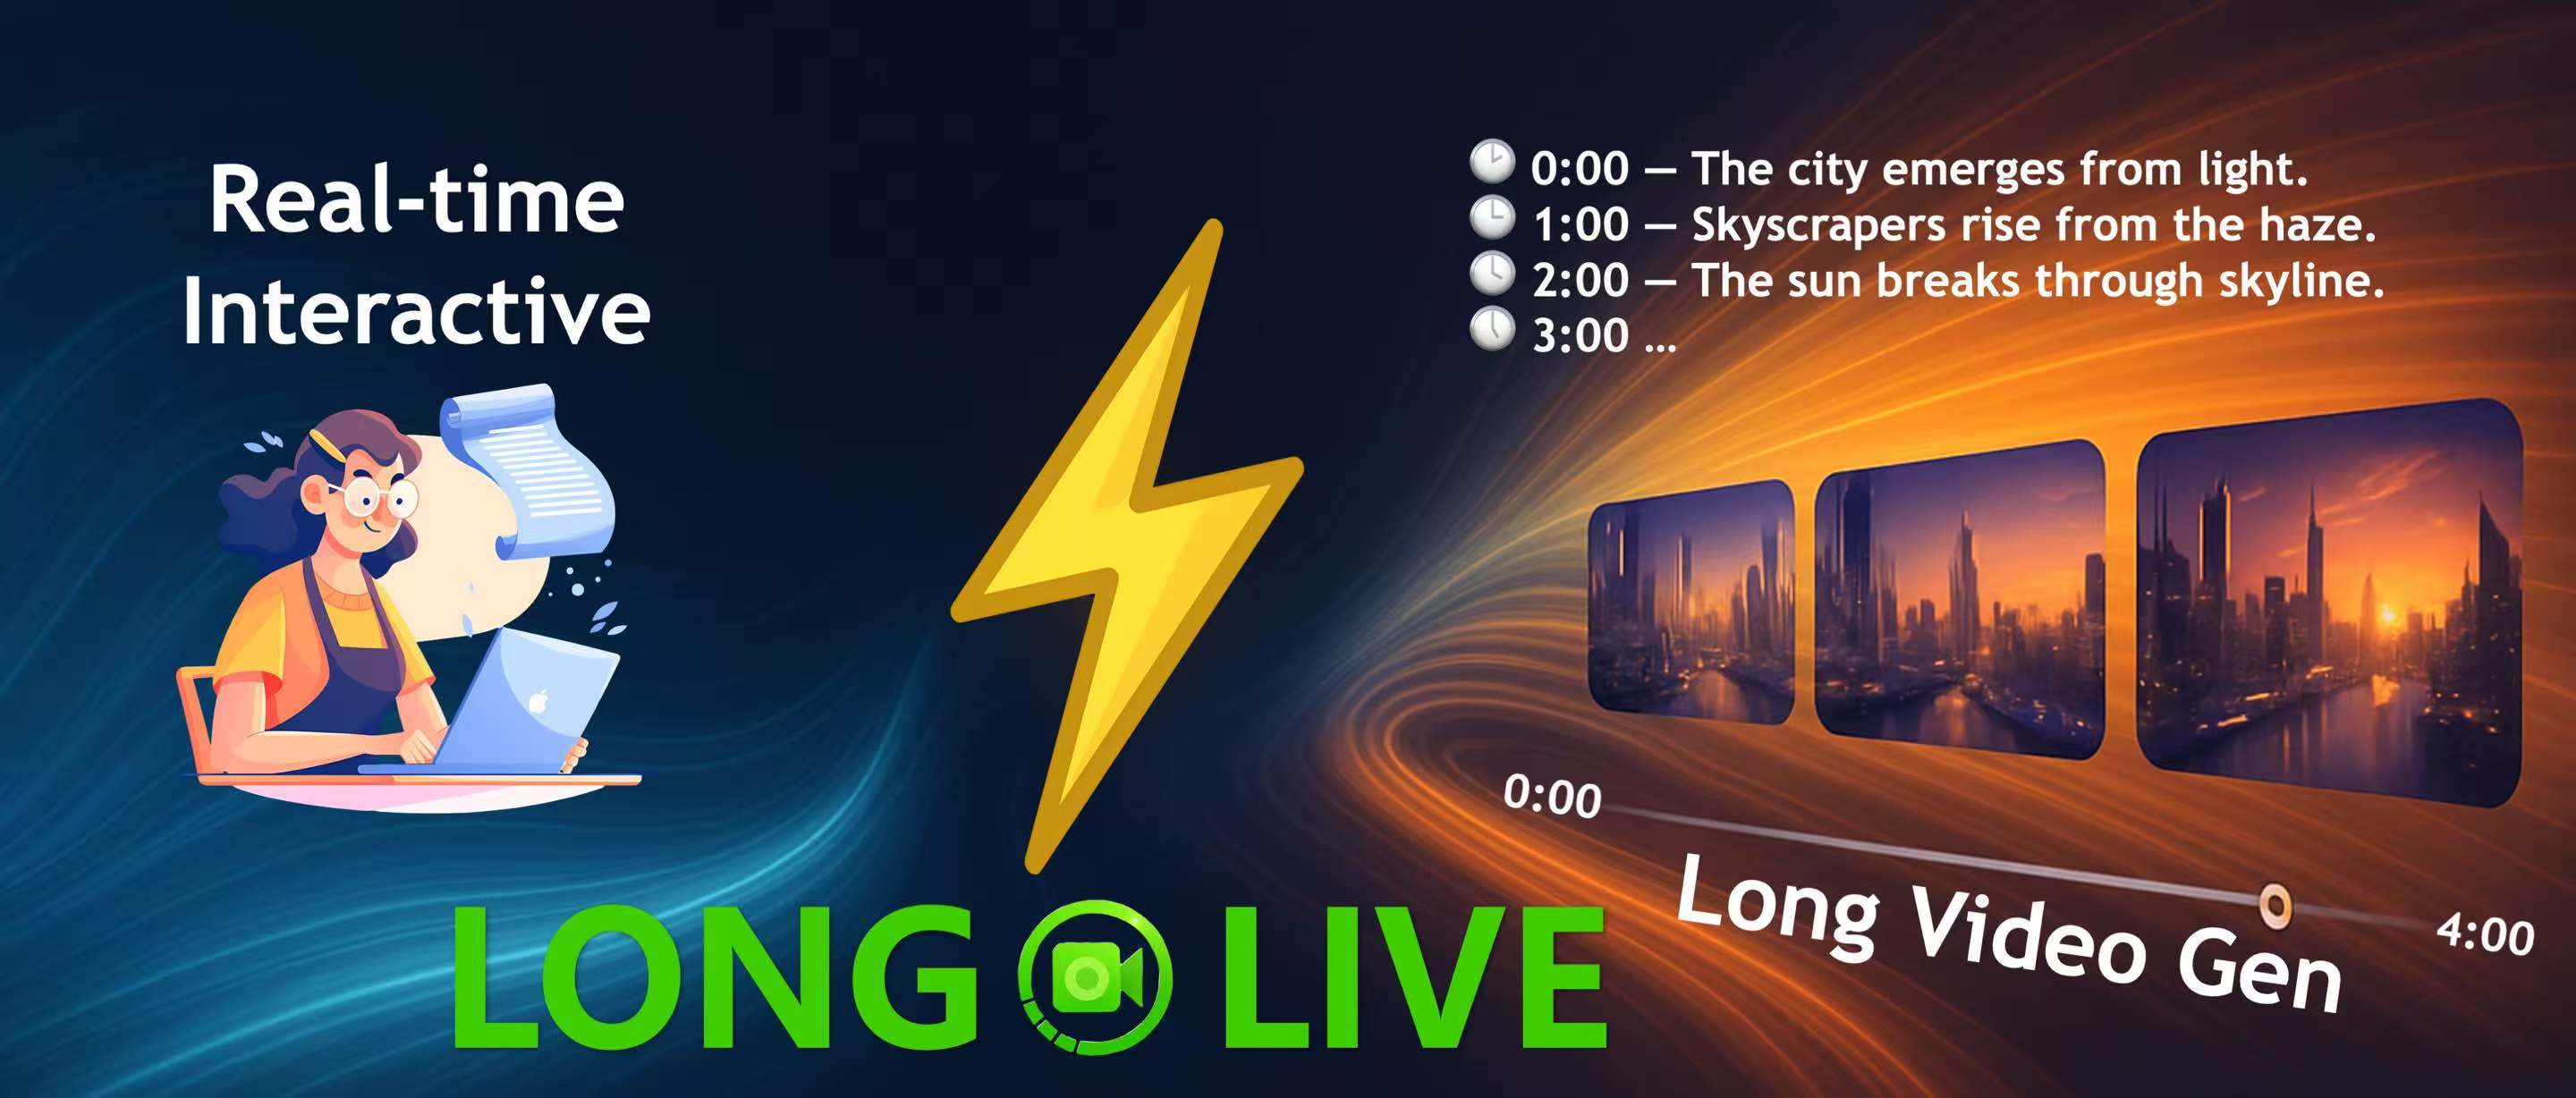 Real-time
Interactive
0:00 — The city emerges from light.
1:00 — Skyscrapers rise from the haze.
2:00 — The sun breaks through skyline.
3:00 ...
0:00
4:00
Long Video Gen
LONG LIVE